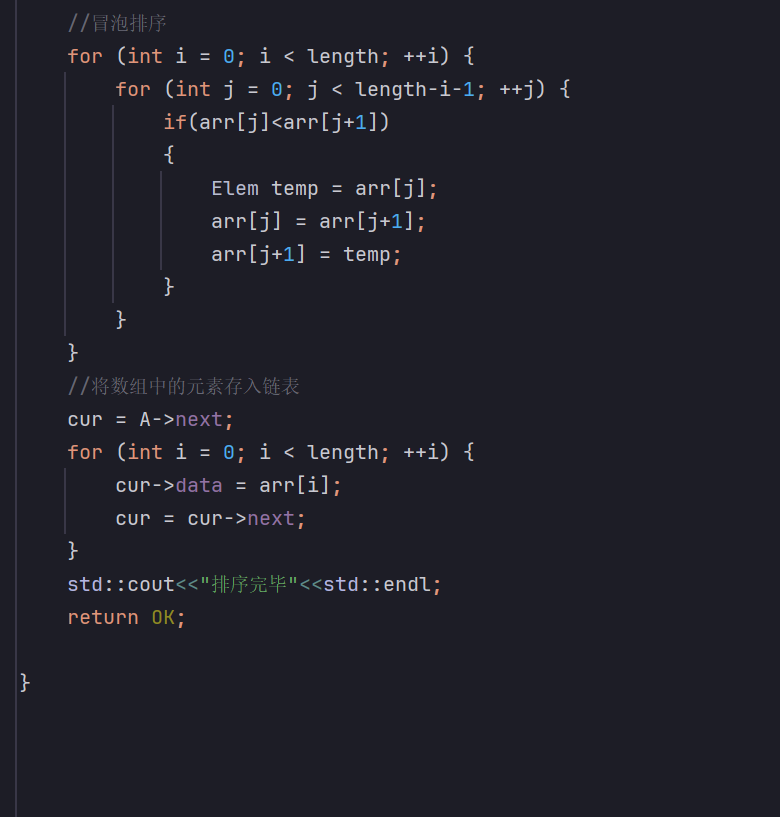 //冒泡排序
for (int i = 0; i < length; ++i) {
for (int j = 0; j < length-i-1; ++j) {
if(arr[j]<arr[j+1])
{
Elem temp = arr[j];
arr[j] = arr[j+1];
arr[j+1] = temp;
}
}
}
//将数组中的元素存入链表
cur = A->next;
for (int i = 0; i < length; ++i) {
cur->data = arr[i];
cur = cur->next;
}
std::cout<<"排序完毕"<<std::endl;
return OK;
}